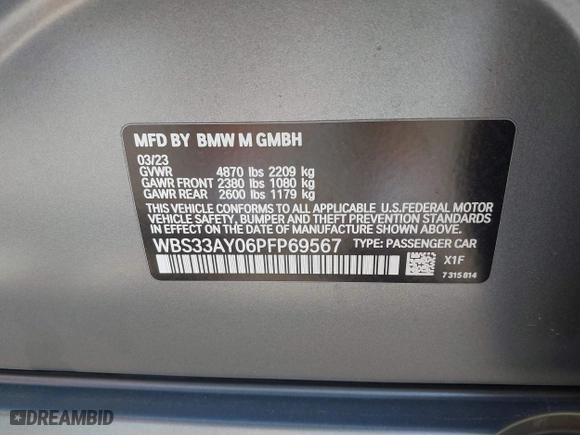 MFD BY BMW M GMBH
03/23
GVWR 4870 lbs 2209 kg
GAWR FRONT 2380 lbs 1080 kg
GAWR REAR 2600 lbs 1179 kg
THIS VEHICLE CONFORMS TO ALL APPLICABLE U.S.FEDERAL MOTOR
VEHICLE SAFETY, BUMPER, AND THEFT PREVENTION STANDARDS
IN EFFECT ON THE DATE OF MANUFACTURE SHOWN ABOVE.
WBS33AY06PFP69567 TYPE: PASSENGER CAR
X1F
7 315 814
DREAMBID